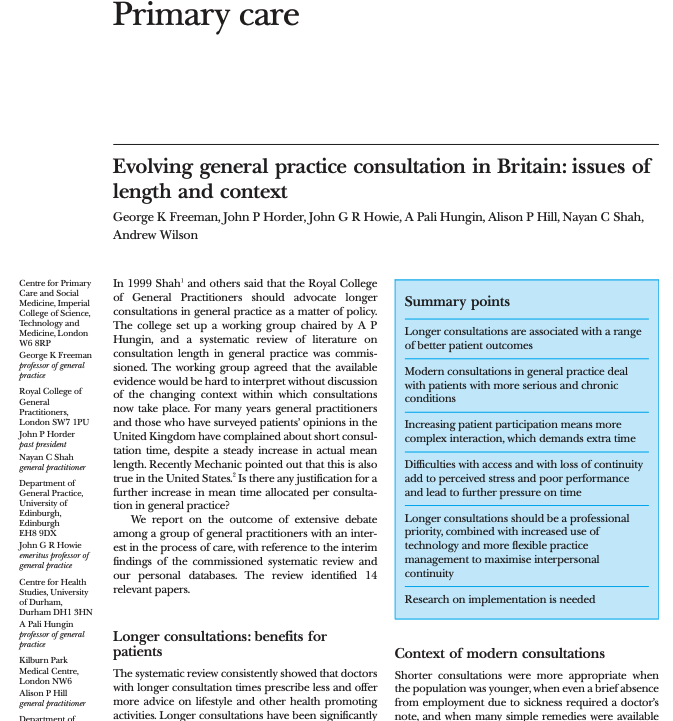 Primary care
Evolving general practice consultation in Britain: issues of
length and context
George K Freeman, John P Horder, John G R Howie, A Pali Hungin, Alison P Hill, Nayan C Shah,
Andrew Wilson
Centre for Primary
Care and Social
Medicine, Imperial
College of Science,
Technology and
Medicine, London
W6 8RP
George K Freeman
professor of general
practice
Royal College of
General
Practitioners,
London SW7 1PU
John P Horder
past president
Nayan C Shah
general practitioner
Department of
General Practice,
University of
Edinburgh,
Edinburgh
EH8 9DX
John G R Howie
emeritus professor of
general practice
Centre for Health
Studies, University
of Durham,
Durham DH1 3HN
A Pali Hungin
professor of general
practice
Kilburn Park
Medical Centre,
London NW6
Alison P Hill
general practitioner
Department of
In 1999 Shah1 and others said that the Royal College
of General Practitioners should advocate longer
consultations in general practice as a matter of policy.
The college set up a working group chaired by A P
Hungin, and a systematic review of literature on
consultation length in general practice was commis-
sioned. The working group agreed that the available
evidence would be hard to interpret without discussion
of the changing context within which consultations
now take place. For many years general practitioners
and those who have surveyed patients' opinions in the
United Kingdom have complained about short consul-
tation time, despite a steady increase in actual mean
length. Recently Mechanic pointed out that this is also
true in the United States.2 Is there any justification for a
further increase in mean time allocated per consulta-
tion in general practice?
We report on the outcome of extensive debate
among a group of general practitioners with an inter-
est in the process of care, with reference to the interim
findings of the commissioned systematic review and
our personal databases. The review identified 14
relevant papers.
Longer consultations: benefits for
patients
The systematic review consistently showed that doctors
with longer consultation times prescribe less and offer
more advice on lifestyle and other health promoting
activities. Longer consultations have been significantly
Summary points
Longer consultations are associated with a range
of better patient outcomes
Modern consultations in general practice deal
with patients with more serious and chronic
conditions
Increasing patient participation means more
complex interaction, which demands extra time
Difficulties with access and with loss of continuity
add to perceived stress and poor performance
and lead to further pressure on time
Longer consultations should be a professional
priority, combined with increased use of
technology and more flexible practice
management to maximise interpersonal
continuity
Research on implementation is needed
Context of modern consultations
Shorter consultations were more appropriate when
the population was younger, when even a brief absence
from employment due to sickness required a doctor's
note, and when many simple remedies were available